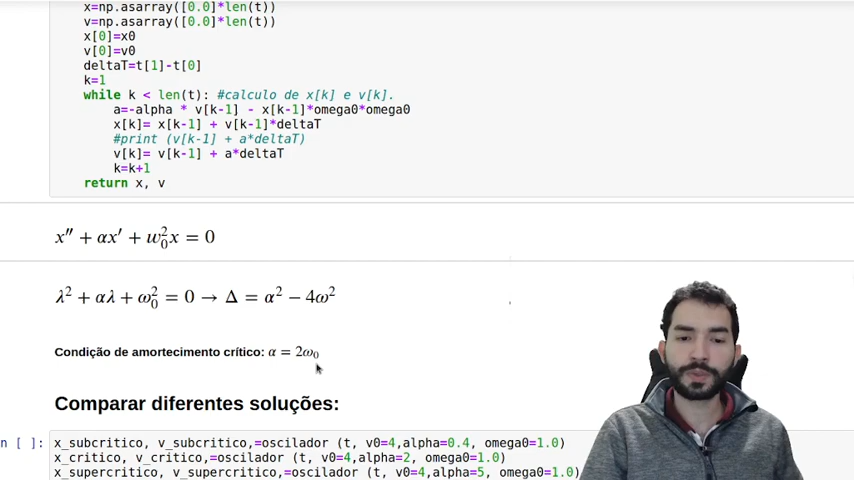 x=np.asarray([0.0]*len(t))
v=np.asarray([0.0]*len(t))
x[0]=x0
v[0]=v0
deltaT=t[1]-t[0]
k=1
while k < len(t): #calculo de x[k] e v[k].
a=-alpha * v[k-1] - x[k-1]*omega0*omega0
x[k]= x[k-1] + v[k-1]*deltaT
#print (v[k-1] + a*deltaT)
v[k]= v[k-1] + a*deltaT
k=k+1
return x, v
x″ + αx′ + w₀²x = 0
λ² + αλ + ω₀² = 0 → Δ = α² − 4ω²
Condição de amortecimento crítico: α = 2ω₀
Comparar diferentes soluções:
n [ ]: x_subcritico, v_subcritico,=oscilador (t, v0=4,alpha=0.4, omega0=1.0)
x_critico, v_critico,=oscilador (t, v0=4,alpha=2, omega0=1.0)
x_supercritico, v_supercritico,=oscilador (t, v0=4,alpha=5, omega0=1.0)